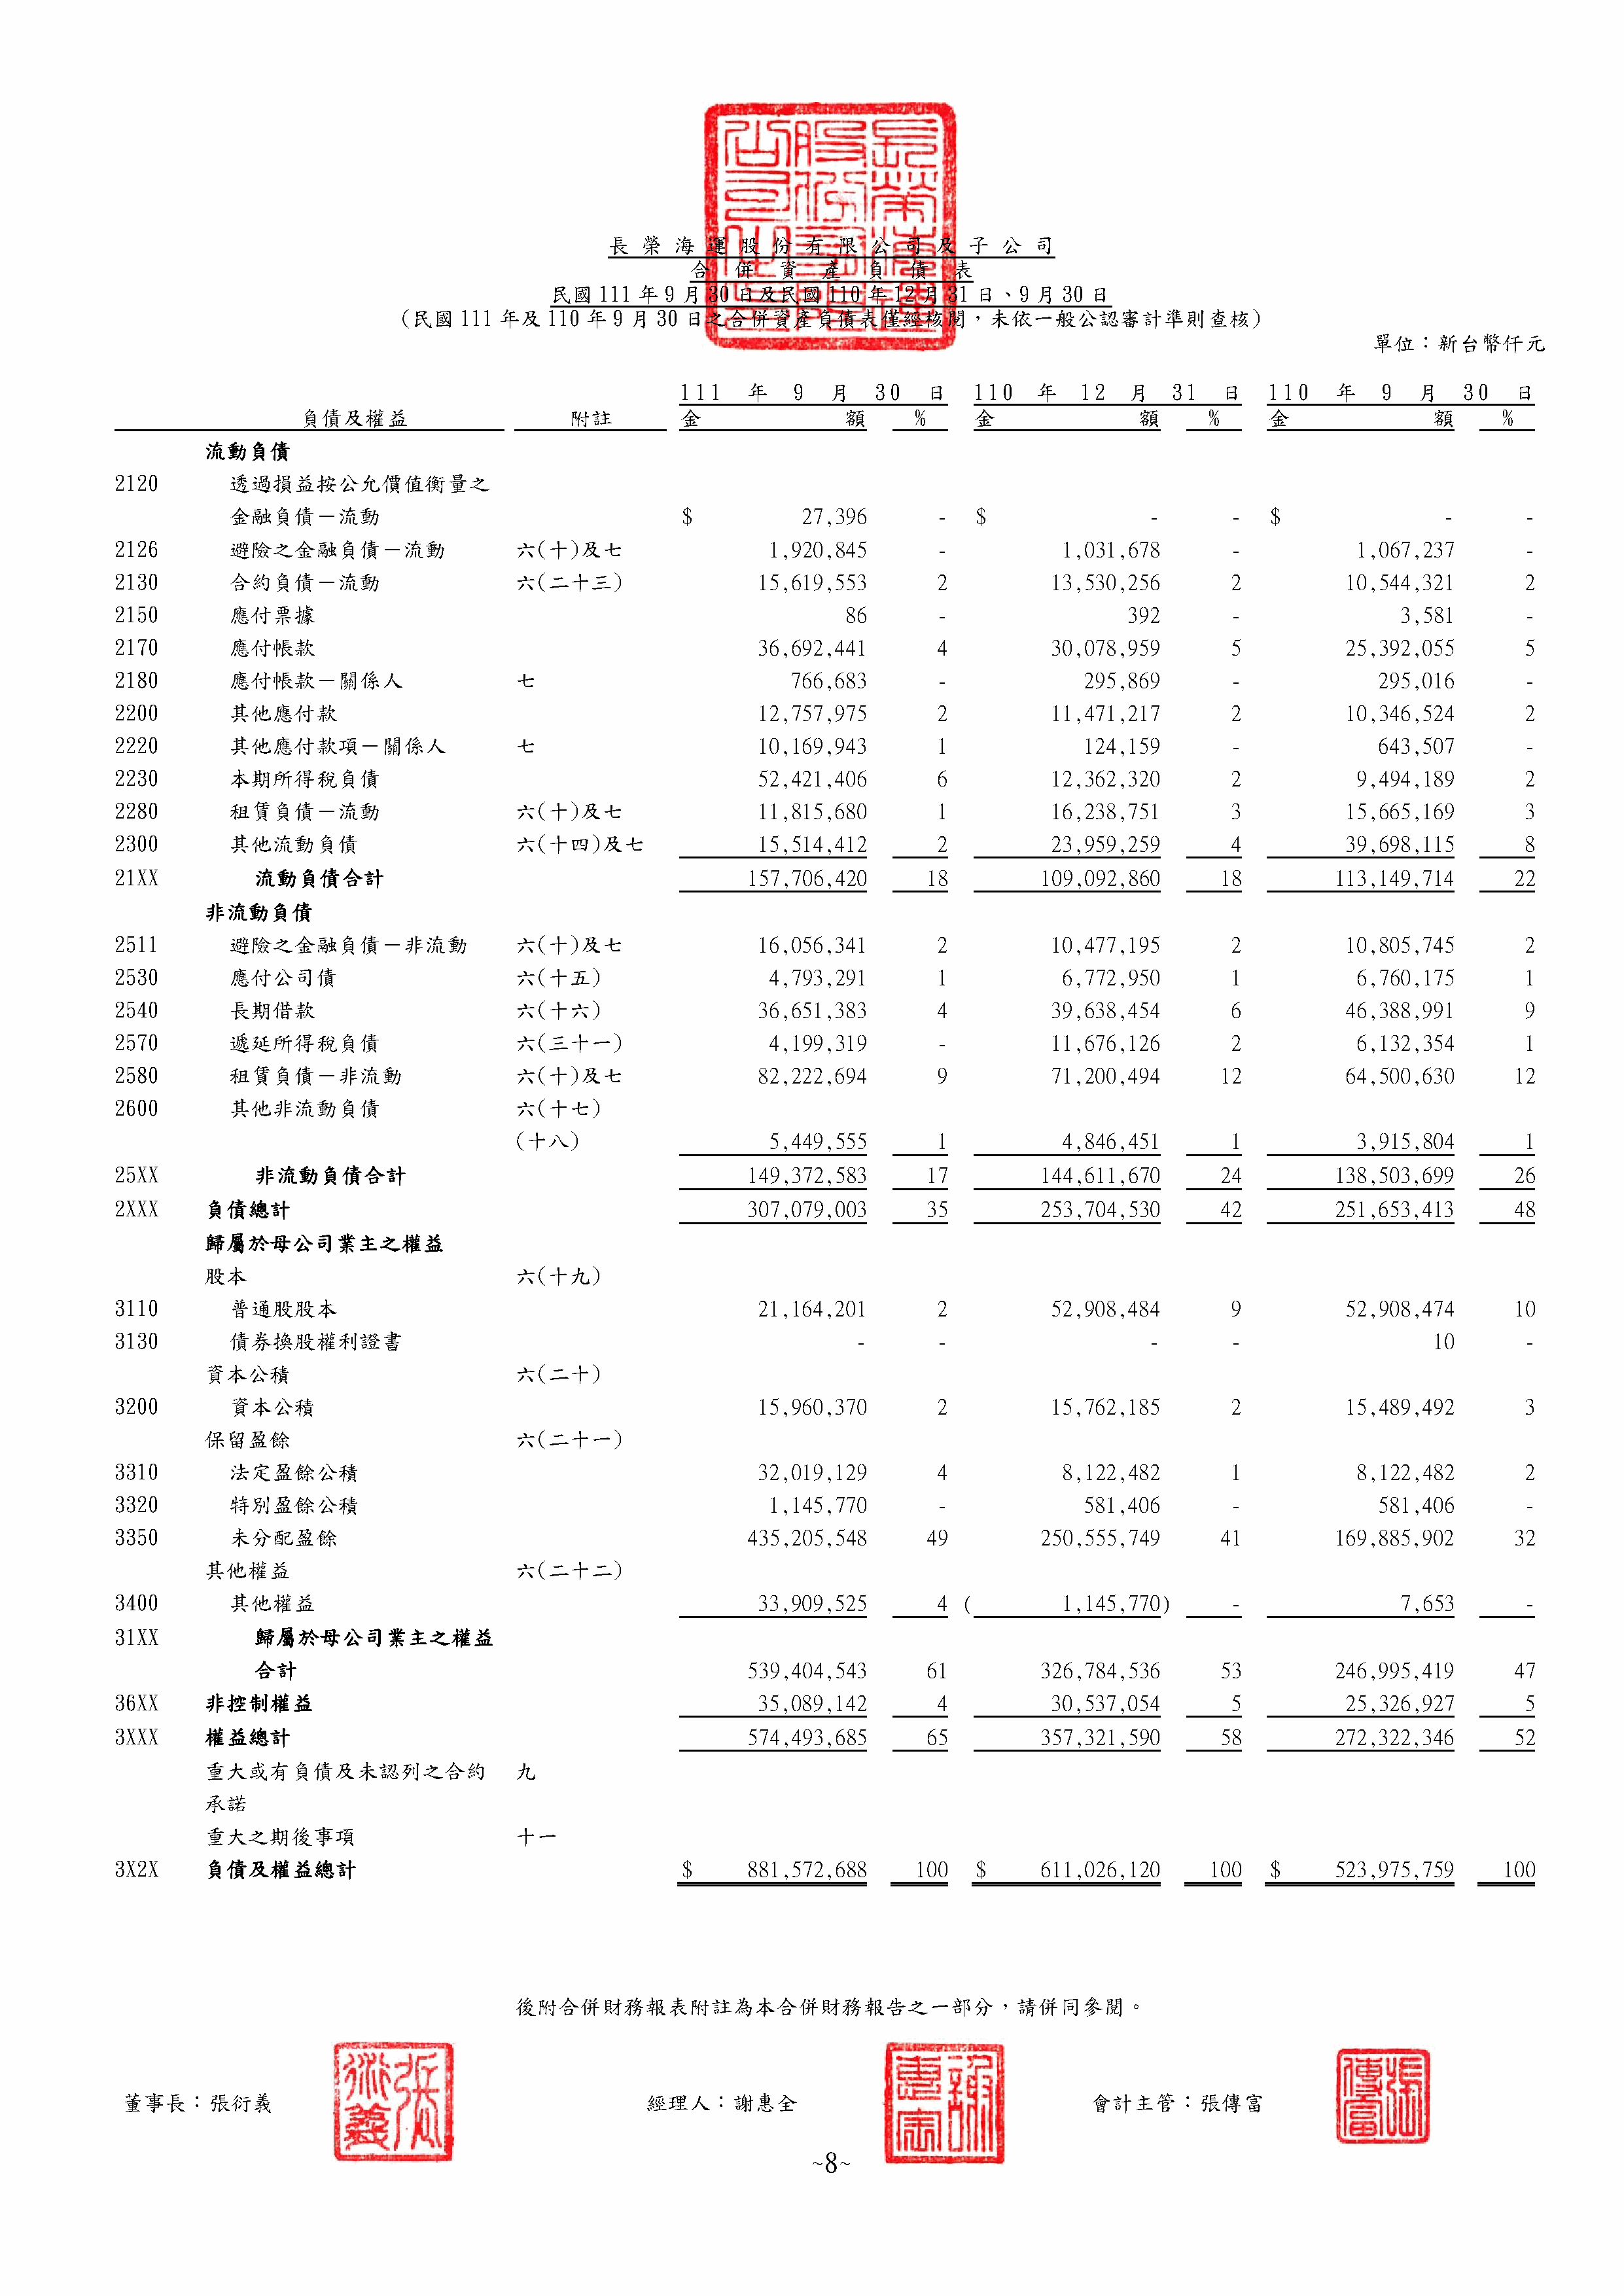 長榮海運股份有限公司及子公司
合併資產負債表
民國111年9月30日及民國110年12月31日、9月30日
(民國111年及110年9月30日之合併資產負債表僅經核閱，未依一般公認審計準則查核)
單位：新台幣仟元
111 年 9 月 30 日 110 年 12 月 31 日 110 年 9 月 30 日
負債及權益 附註 金額 % 金額 % 金額 %
流動負債
2120 透過損益按公允價值衡量之
金融負債－流動 $ 27,396 - $ - - $ - -
2126 避險之金融負債－流動 六(十)及七 1,920,845 - 1,031,678 - 1,067,237 -
2130 合約負債－流動 六(二十三) 15,619,553 2 13,530,256 2 10,544,321 2
2150 應付票據 86 - 392 - 3,581 -
2170 應付帳款 36,692,441 4 30,078,959 5 25,392,055 5
2180 應付帳款－關係人 七 766,683 - 295,869 - 295,016 -
2200 其他應付款 12,757,975 2 11,471,217 2 10,346,524 2
2220 其他應付款項－關係人 七 10,169,943 1 124,159 - 643,507 -
2230 本期所得稅負債 52,421,406 6 12,362,320 2 9,494,189 2
2280 租賃負債－流動 六(十)及七 11,815,680 1 16,238,751 3 15,665,169 3
2300 其他流動負債 六(十四)及七 15,514,412 2 23,959,259 4 39,698,115 8
21XX 流動負債合計 157,706,420 18 109,092,860 18 113,149,714 22
非流動負債
2511 避險之金融負債－非流動 六(十)及七 16,056,341 2 10,477,195 2 10,805,745 2
2530 應付公司債 六(十五) 4,793,291 1 6,772,950 1 6,760,175 1
2540 長期借款 六(十六) 36,651,383 4 39,638,454 6 46,388,991 9
2570 遞延所得稅負債 六(三十一) 4,199,319 - 11,676,126 2 6,132,354 1
2580 租賃負債－非流動 六(十)及七 82,222,694 9 71,200,494 12 64,500,630 12
2600 其他非流動負債 六(十七)
(十八) 5,449,555 1 4,846,451 1 3,915,804 1
25XX 非流動負債合計 149,372,583 17 144,611,670 24 138,503,699 26
2XXX 負債總計 307,079,003 35 253,704,530 42 251,653,413 48
歸屬於母公司業主之權益
股本 六(十九)
3110 普通股股本 21,164,201 2 52,908,484 9 52,908,474 10
3130 債券換股權利證書 - - - - 10 -
資本公積 六(二十)
3200 資本公積 15,960,370 2 15,762,185 2 15,489,492 3
保留盈餘 六(二十一)
3310 法定盈餘公積 32,019,129 4 8,122,482 1 8,122,482 2
3320 特別盈餘公積 1,145,770 - 581,406 - 581,406 -
3350 未分配盈餘 435,205,548 49 250,555,749 41 169,885,902 32
其他權益 六(二十二)
3400 其他權益 33,909,525 4 ( 1,145,770) - 7,653 -
31XX 歸屬於母公司業主之權益
合計 539,404,543 61 326,784,536 53 246,995,419 47
36XX 非控制權益 35,089,142 4 30,537,054 5 25,326,927 5
3XXX 權益總計 574,493,685 65 357,321,590 58 272,322,346 52
重大或有負債及未認列之合約 九
承諾
重大之期後事項 十一
3X2X 負債及權益總計 $ 881,572,688 100 $ 611,026,120 100 $ 523,975,759 100
後附合併財務報表附註為本合併財務報告之一部分，請併同參閱。
董事長：張衍義 經理人：謝惠全 會計主管：張傳富
~8~